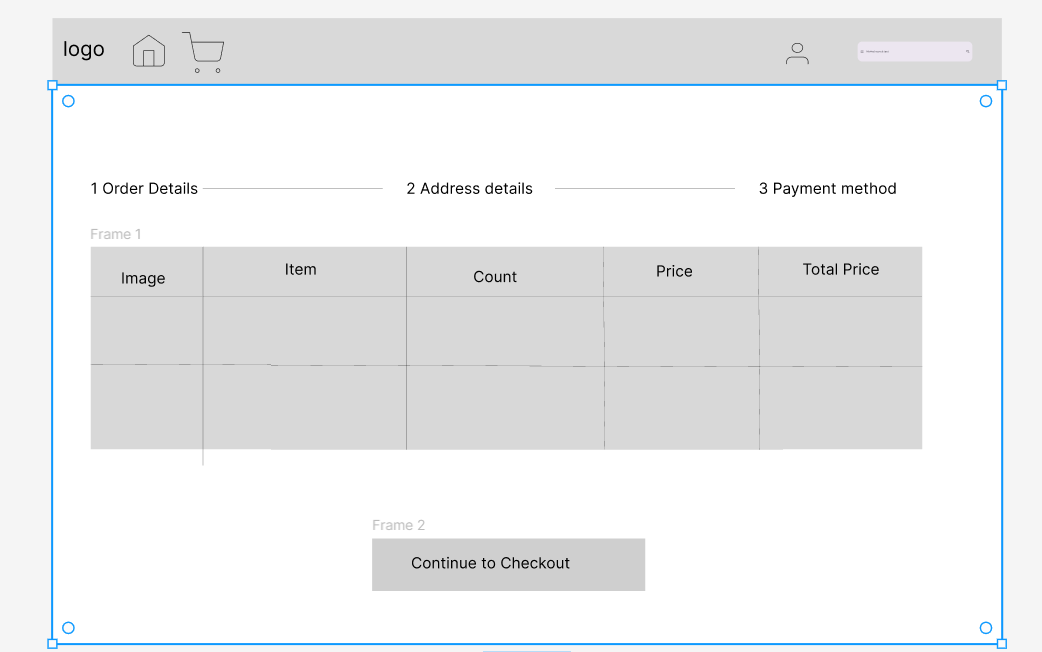 logo
1 Order Details
2 Address details
3 Payment method
Frame 1
Image
Item
Count
Price
Total Price
Frame 2
Continue to Checkout